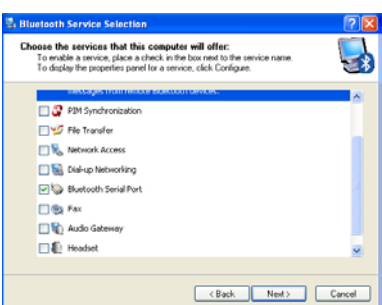 Bluetooth Service Selection
Choose the services that this computer will offer:
To enable a service, place a check in the box next to the service name.
To display the properties panel for a service, click Configure.
messages from remote Bluetooth devices.
PIM Synchronization
File Transfer
Network Access
Dial-up Networking
Bluetooth Serial Port
Fax
Audio Gateway
Headset
< Back
Next >
Cancel